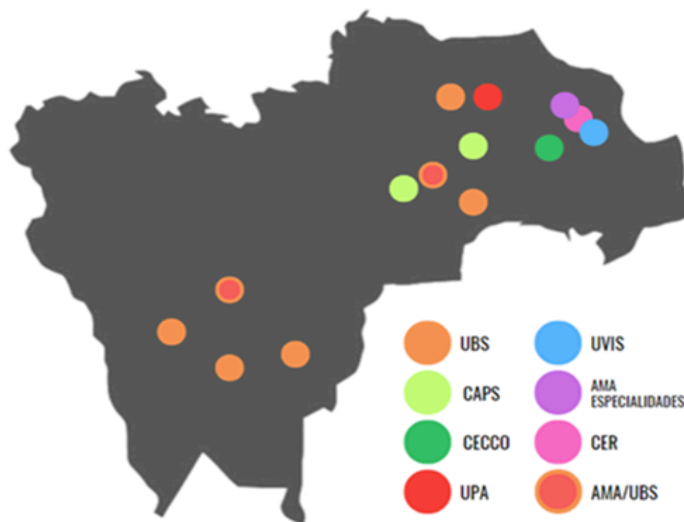 UBS
UVIS
CAPS
AMA
ESPECIALIDADES
CECCO
CER
UPA
AMA/UBS